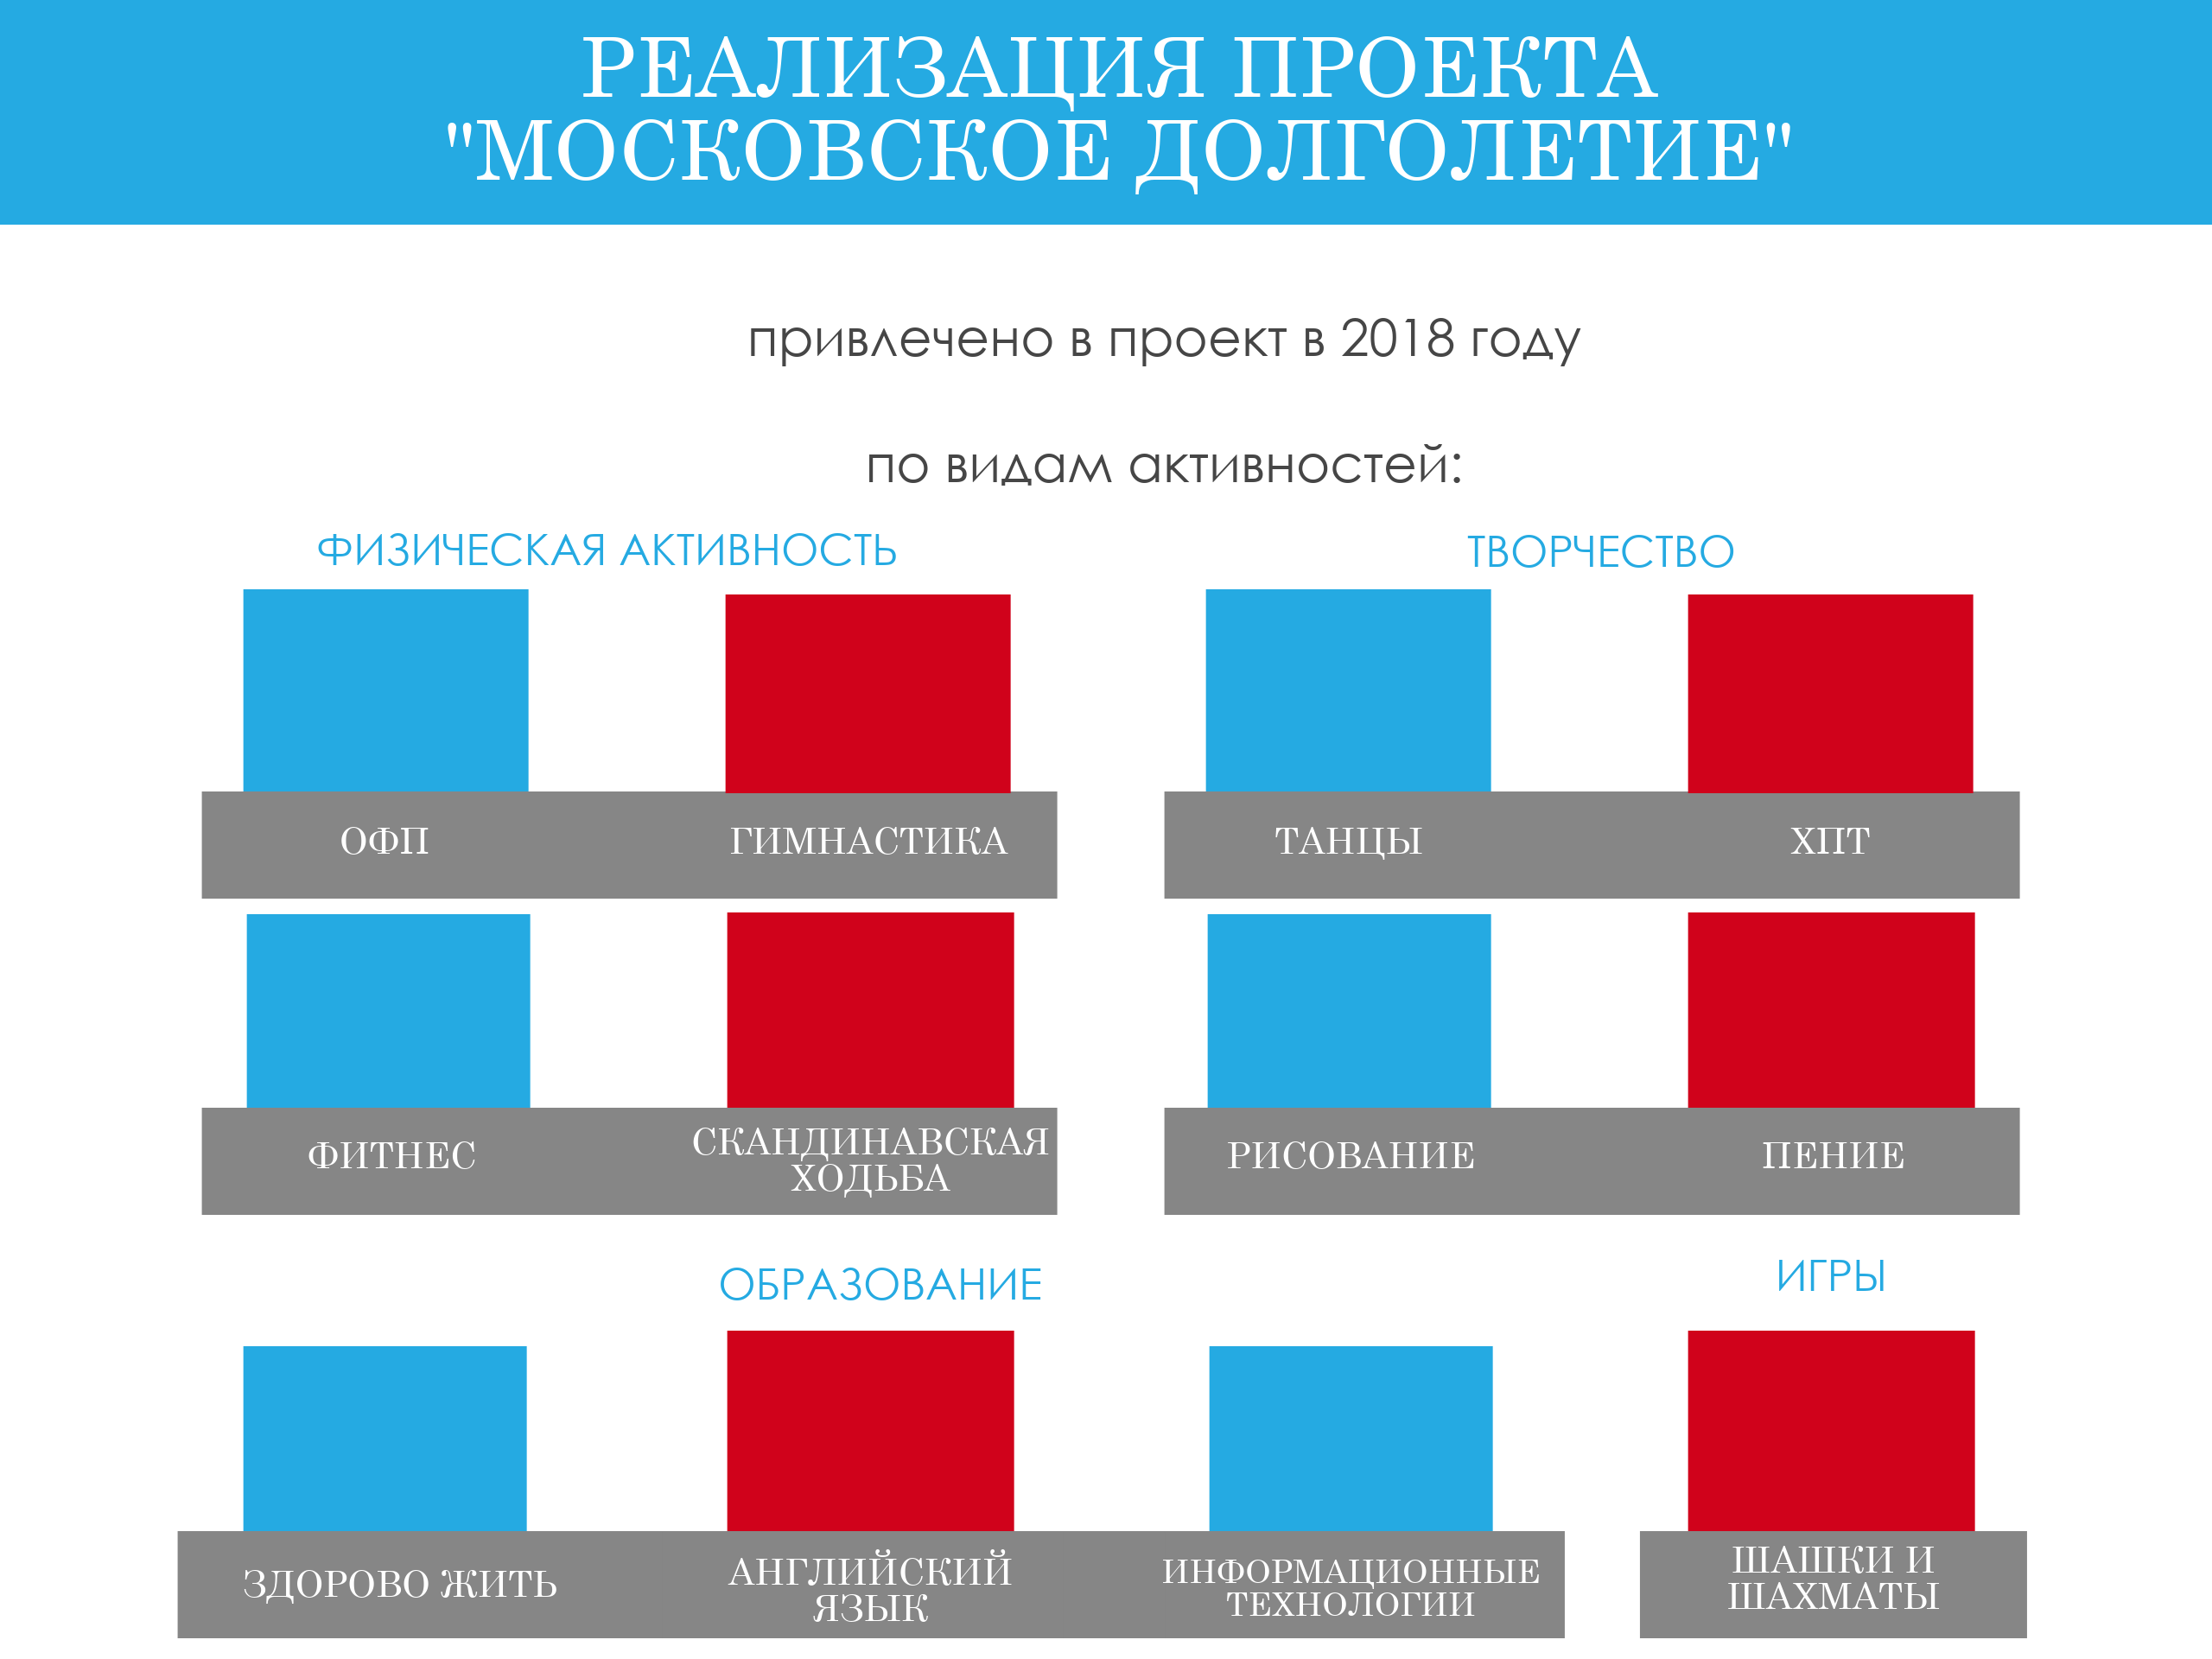 РЕАЛИЗАЦИЯ ПРОЕКТА
"МОСКОВСКОЕ ДОЛГОЛЕТИЕ"
привлечено в проект в 2018 году
по видам активностей:
ФИЗИЧЕСКАЯ АКТИВНОСТЬ
ОФП
ГИМНАСТИКА
ФИТНЕС
СКАНДИНАВСКАЯ
ХОДЬБА
ТВОРЧЕСТВО
ТАНЦЫ
ХПТ
РИСОВАНИЕ
ПЕНИЕ
ОБРАЗОВАНИЕ
ЗДОРОВО ЖИТЬ
АНГЛИЙСКИЙ
ЯЗЫК
ИНФОРМАЦИОННЫЕ
ТЕХНОЛОГИИ
ИГРЫ
ШАШКИ И
ШАХМАТЫ